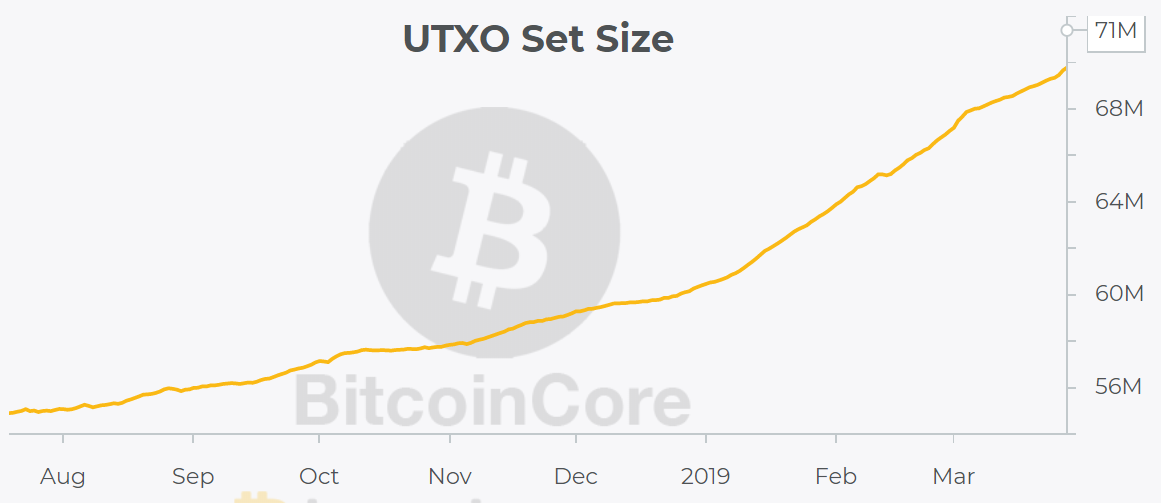 UTXO Set Size
71M
68M
64M
60M
56M
BitcoinCore
Aug Sep Oct Nov Dec 2019 Feb Mar